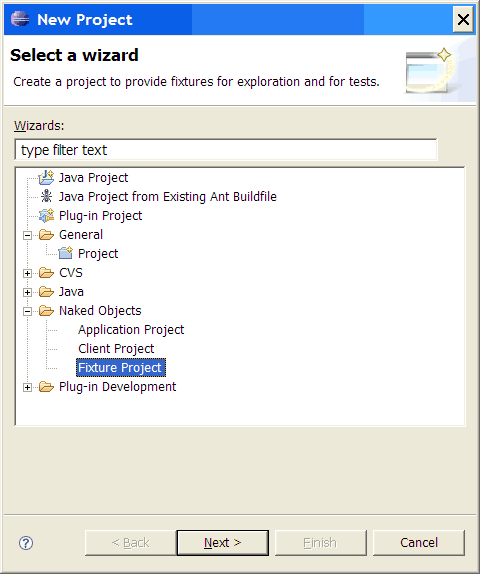 New Project
Select a wizard
Create a project to provide fixtures for exploration and for tests.
Wizards:
type filter text
Java Project
Java Project from Existing Ant Buildfile
Plug-in Project
General
Project
CVS
Java
Naked Objects
Application Project
Client Project
Fixture Project
Plug-in Development
? < Back Next > Finish Cancel